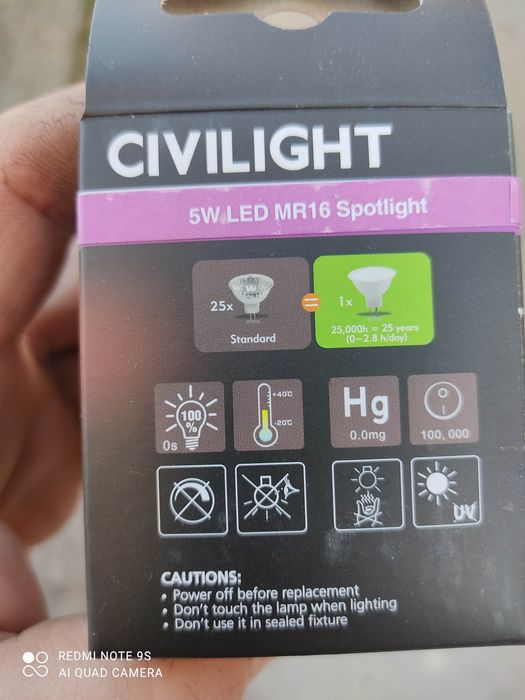 CIVILIGHT
5W LED MR16 Spotlight
25x
=
1x
Standard
25,000h = 25 years
(0–2.8 h/day)
100
%
0s
+40°C
-20°C
Hg
0.0mg
100,000
UV
CAUTIONS:
• Power off before replacement
• Don't touch the lamp when lighting
• Don't use it in sealed fixture
REDMI NOTE 9S
AI QUAD CAMERA